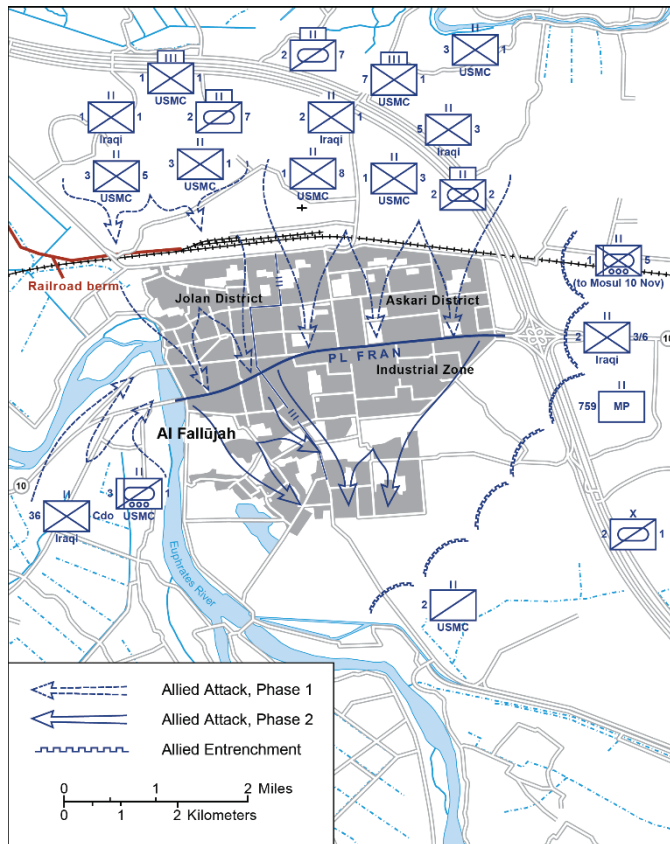 II
3 1
USMC
II
2 7
III
1 1
USMC
III
7 1
USMC
II
1 1
Iraqi
II
2 7
II
2 1
Iraqi
II
5 3
Iraqi
II
3 5
USMC
II
3 1
USMC
II
1 8
USMC
II
1 3
USMC
II
2 2
Railroad berm
II
1 5
(to Mosul 10 Nov)
Jolan District
III
Askari District
II
2 3/6
Iraqi
10
PL FRAN
Industrial Zone
II
759 MP
Al Fallūjah
III
10
II
36 Cdo
Iraqi
II
3 1
USMC
X
2 1
Euphrates River
II
2
USMC
Allied Attack, Phase 1
Allied Attack, Phase 2
Allied Entrenchment
0 1 2 Miles
0 1 2 Kilometers